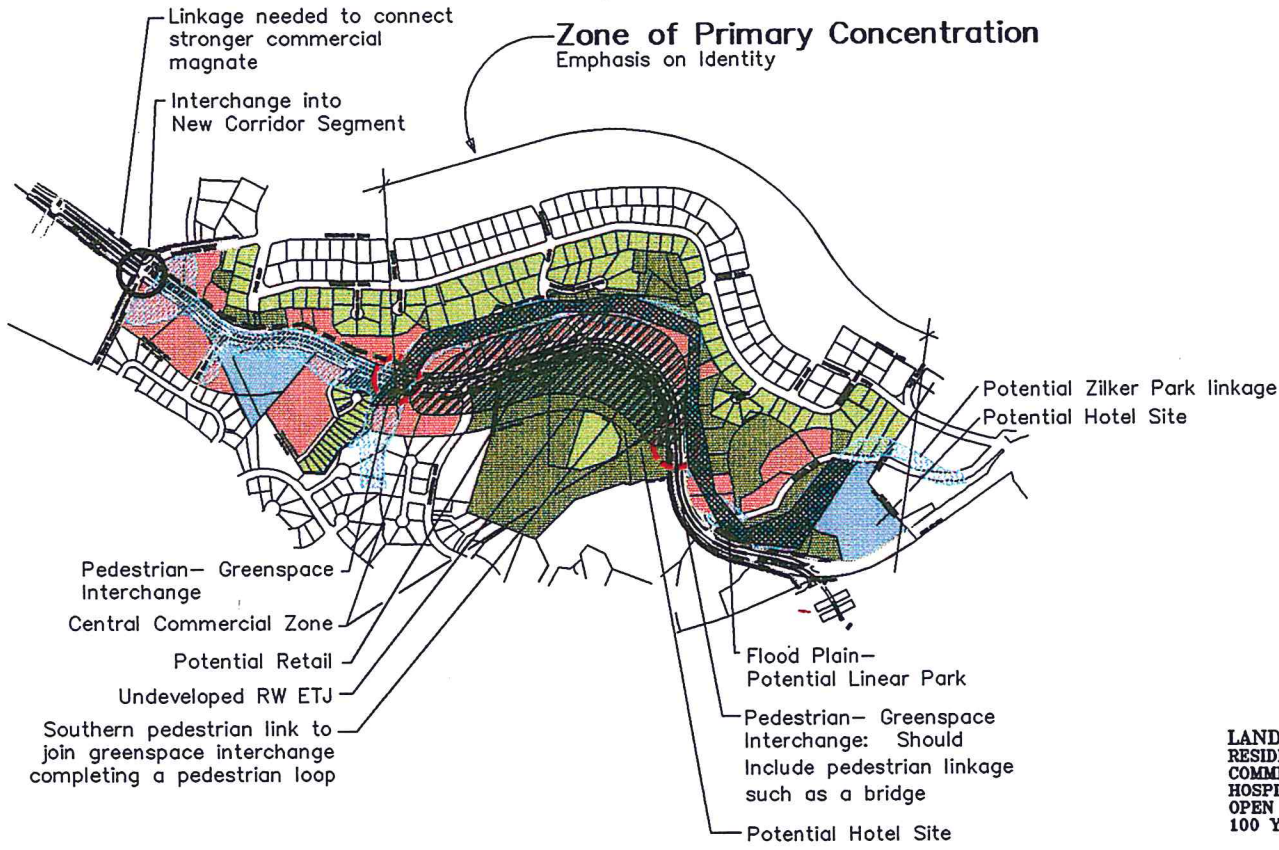 Linkage needed to connect
stronger commercial
magnate
Interchange into
New Corridor Segment
Zone of Primary Concentration
Emphasis on Identity
Potential Zilker Park linkage
Potential Hotel Site
Pedestrian– Greenspace
Interchange
Central Commercial Zone
Potential Retail
Undeveloped RW ETJ
Southern pedestrian link to
join greenspace interchange
completing a pedestrian loop
Flood Plain–
Potential Linear Park
Pedestrian– Greenspace
Interchange: Should
Include pedestrian linkage
such as a bridge
Potential Hotel Site
LAND
RESID
COMM
HOSPI
OPEN
100 Y